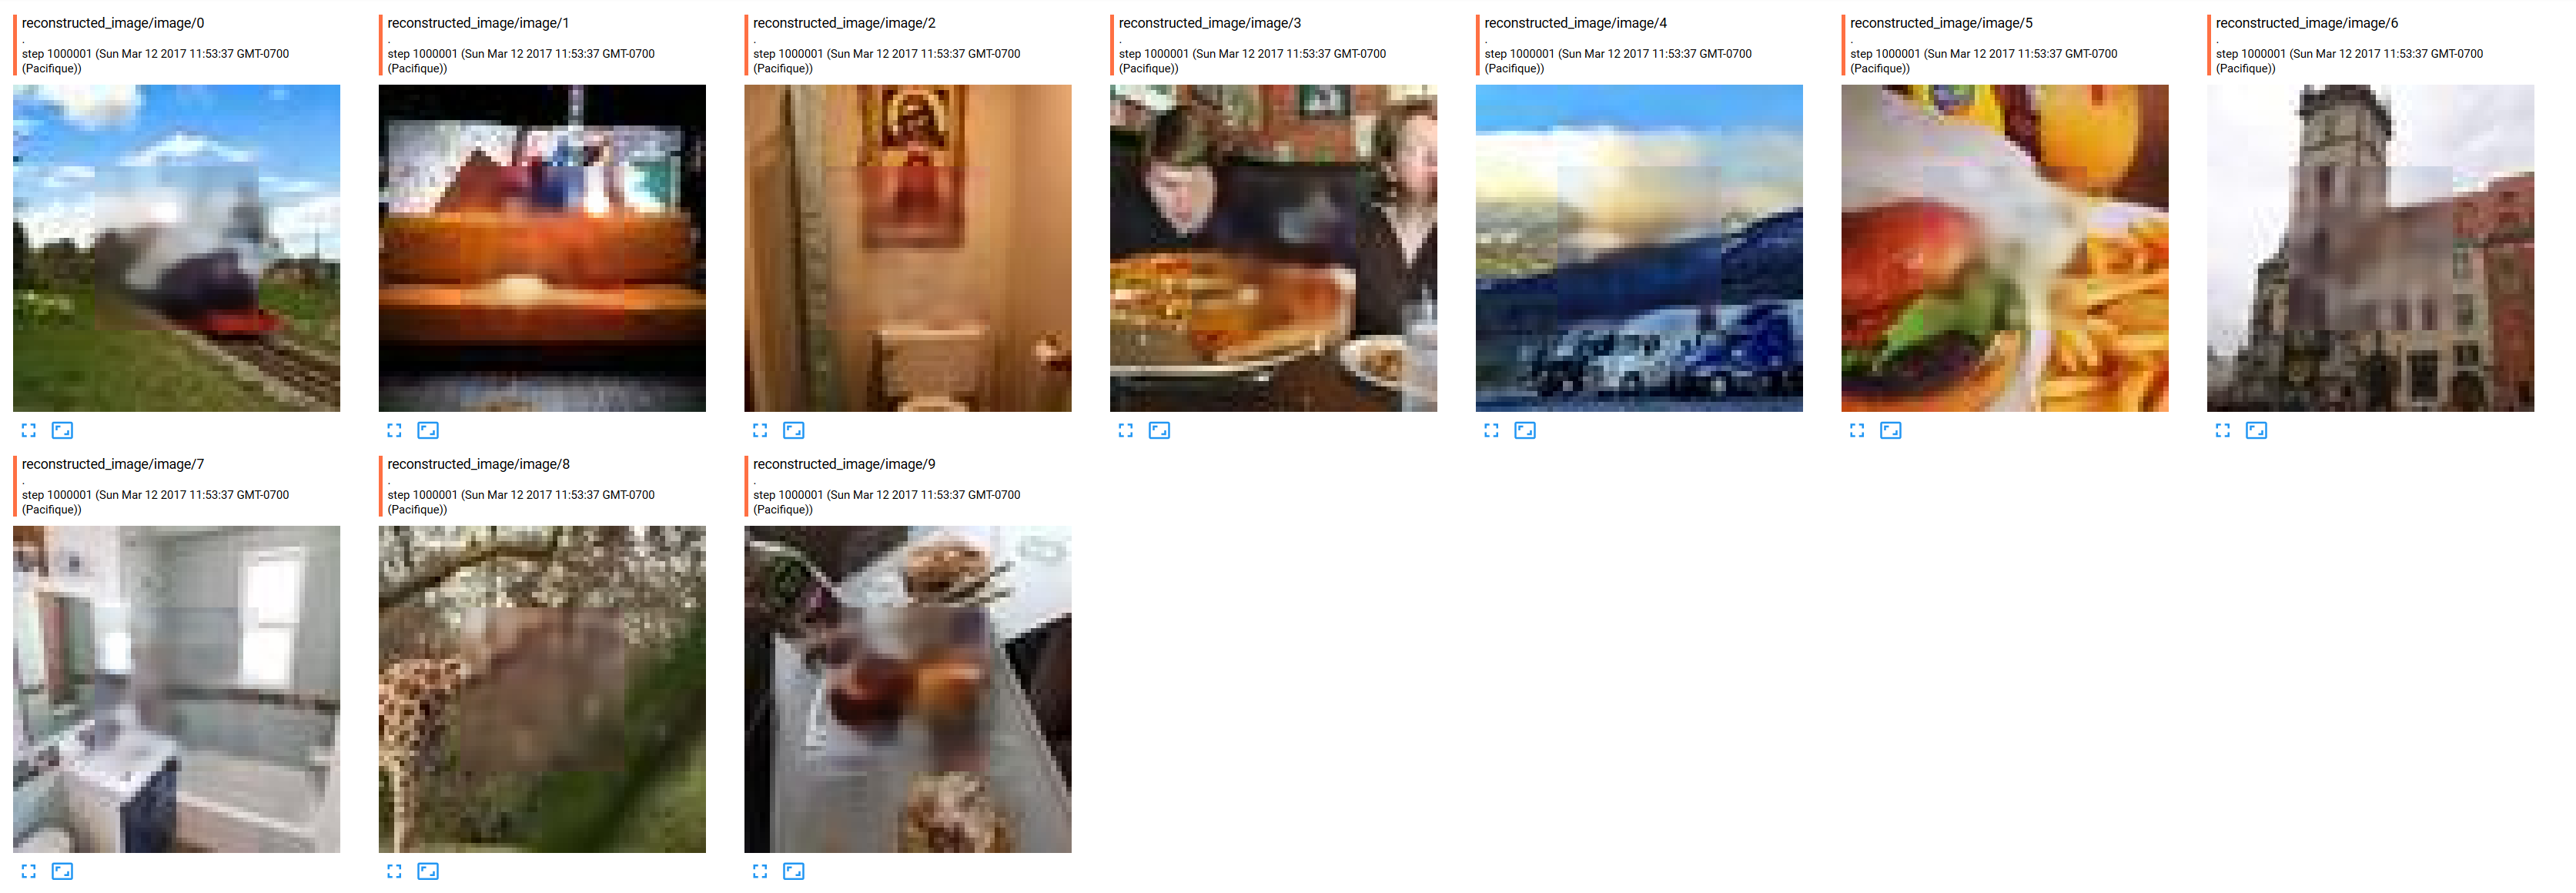 reconstructed_image/image/0
.
step 1000001 (Sun Mar 12 2017 11:53:37 GMT-0700
(Pacifique))
reconstructed_image/image/1
.
step 1000001 (Sun Mar 12 2017 11:53:37 GMT-0700
(Pacifique))
reconstructed_image/image/2
.
step 1000001 (Sun Mar 12 2017 11:53:37 GMT-0700
(Pacifique))
reconstructed_image/image/3
.
step 1000001 (Sun Mar 12 2017 11:53:37 GMT-0700
(Pacifique))
reconstructed_image/image/4
.
step 1000001 (Sun Mar 12 2017 11:53:37 GMT-0700
(Pacifique))
reconstructed_image/image/5
.
step 1000001 (Sun Mar 12 2017 11:53:37 GMT-0700
(Pacifique))
reconstructed_image/image/6
.
step 1000001 (Sun Mar 12 2017 11:53:37 GMT-0700
(Pacifique))
reconstructed_image/image/7
.
step 1000001 (Sun Mar 12 2017 11:53:37 GMT-0700
(Pacifique))
reconstructed_image/image/8
.
step 1000001 (Sun Mar 12 2017 11:53:37 GMT-0700
(Pacifique))
reconstructed_image/image/9
.
step 1000001 (Sun Mar 12 2017 11:53:37 GMT-0700
(Pacifique))